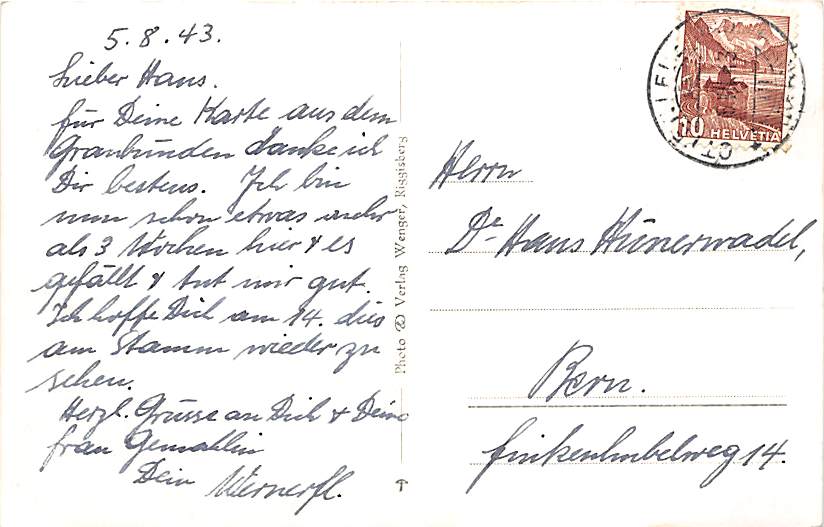 5.8.43.
Lieber Hans.
für Deine Karte aus dem
Graubünden danke ich
Dir bestens. Ich bin
nun schon etwas mehr
als 3 Wochen hier & es
gefällt & tut mir gut.
Ich hoffe Dich am 14. dies
am Stamm wieder zu
sehen.
Herzl. Grüsse an Dich & Deine
frau Gemahlin
Dein Wernerfl.
Photo & Verlag Wenger, Riggisberg
10 HELVETIA
Herrn
Dr Hans Hünerwadel,
Bern.
finkenhubelweg 14.